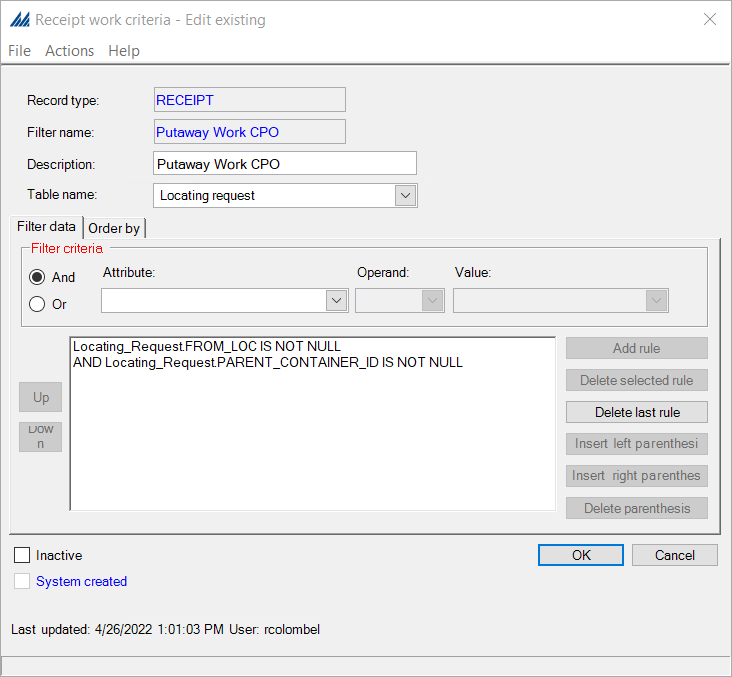 Receipt work criteria - Edit existing
File Actions Help
Record type: RECEIPT
Filter name: Putaway Work CPO
Description: Putaway Work CPO
Table name: Locating request
Filter data Order by
Filter criteria
And Attribute: Operand: Value:
Or
Locating_Request.FROM_LOC IS NOT NULL
AND Locating_Request.PARENT_CONTAINER_ID IS NOT NULL
Up
Dow
n
Add rule
Delete selected rule
Delete last rule
Insert left parenthesi
Insert right parenthes
Delete parenthesis
Inactive
OK Cancel
System created
Last updated: 4/26/2022 1:01:03 PM User: rcolombel